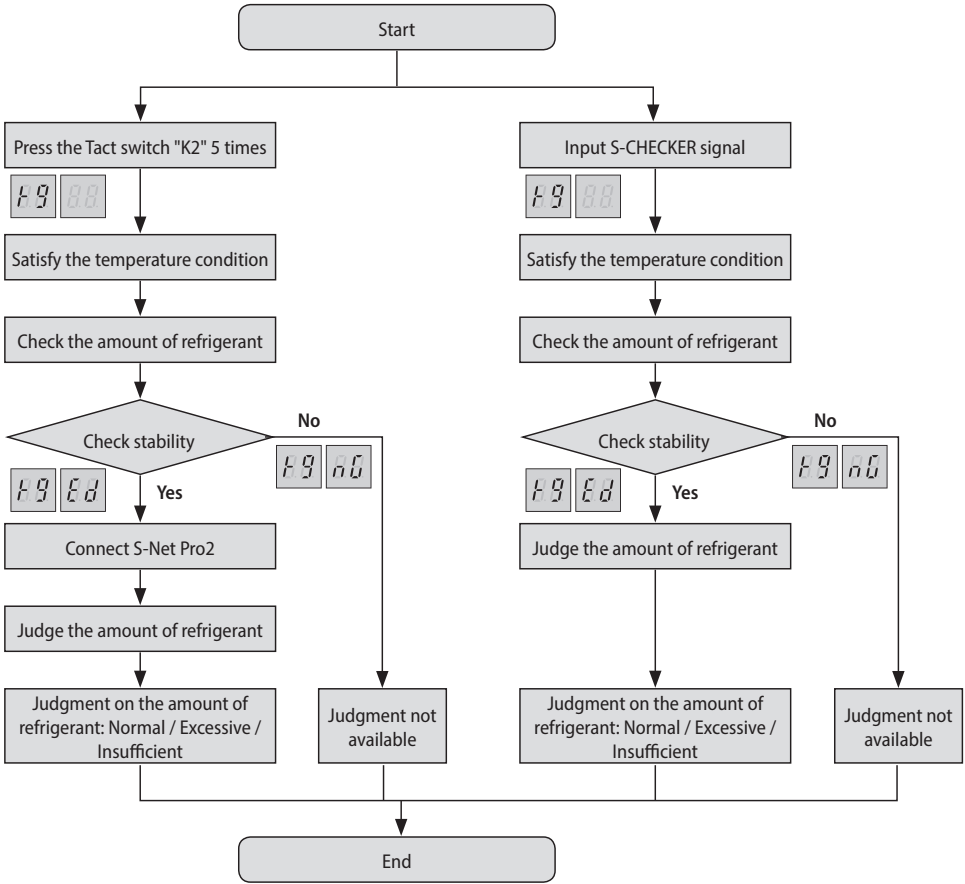 Start
Press the Tact switch "K2" 5 times
Input S-CHECKER signal
Satisfy the temperature condition
Satisfy the temperature condition
Check the amount of refrigerant
Check the amount of refrigerant
Check stability
No
Check stability
No
Yes
Yes
Connect S-Net Pro2
Judge the amount of refrigerant
Judge the amount of refrigerant
Judgment on the amount of
refrigerant: Normal / Excessive /
Insufficient
Judgment not
available
Judgment on the amount of
refrigerant: Normal / Excessive /
Insufficient
Judgment not
available
End